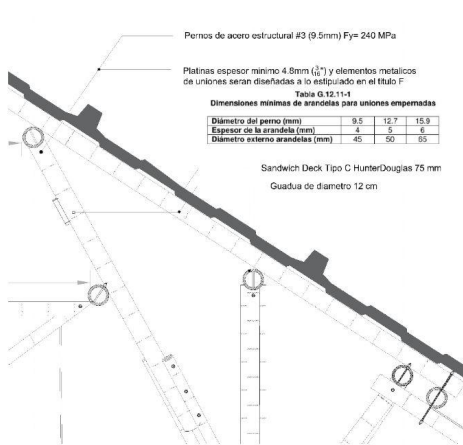 Pernos de acero estructural #3 (9.5mm) Fy= 240 MPa
Platinas espesor minimo 4.8mm (3/16") y elementos metalicos
de uniones seran diseñadas a lo estipulado en el titulo F
Tabla G.12.11-1
Dimensiones mínimas de arandelas para uniones empernadas
Diámetro del perno (mm) 9.5 12.7 15.9
Espesor de la arandela (mm) 4 5 6
Diámetro externo arandelas (mm) 45 50 65
Sandwich Deck Tipo C HunterDouglas 75 mm
Guadua de diametro 12 cm